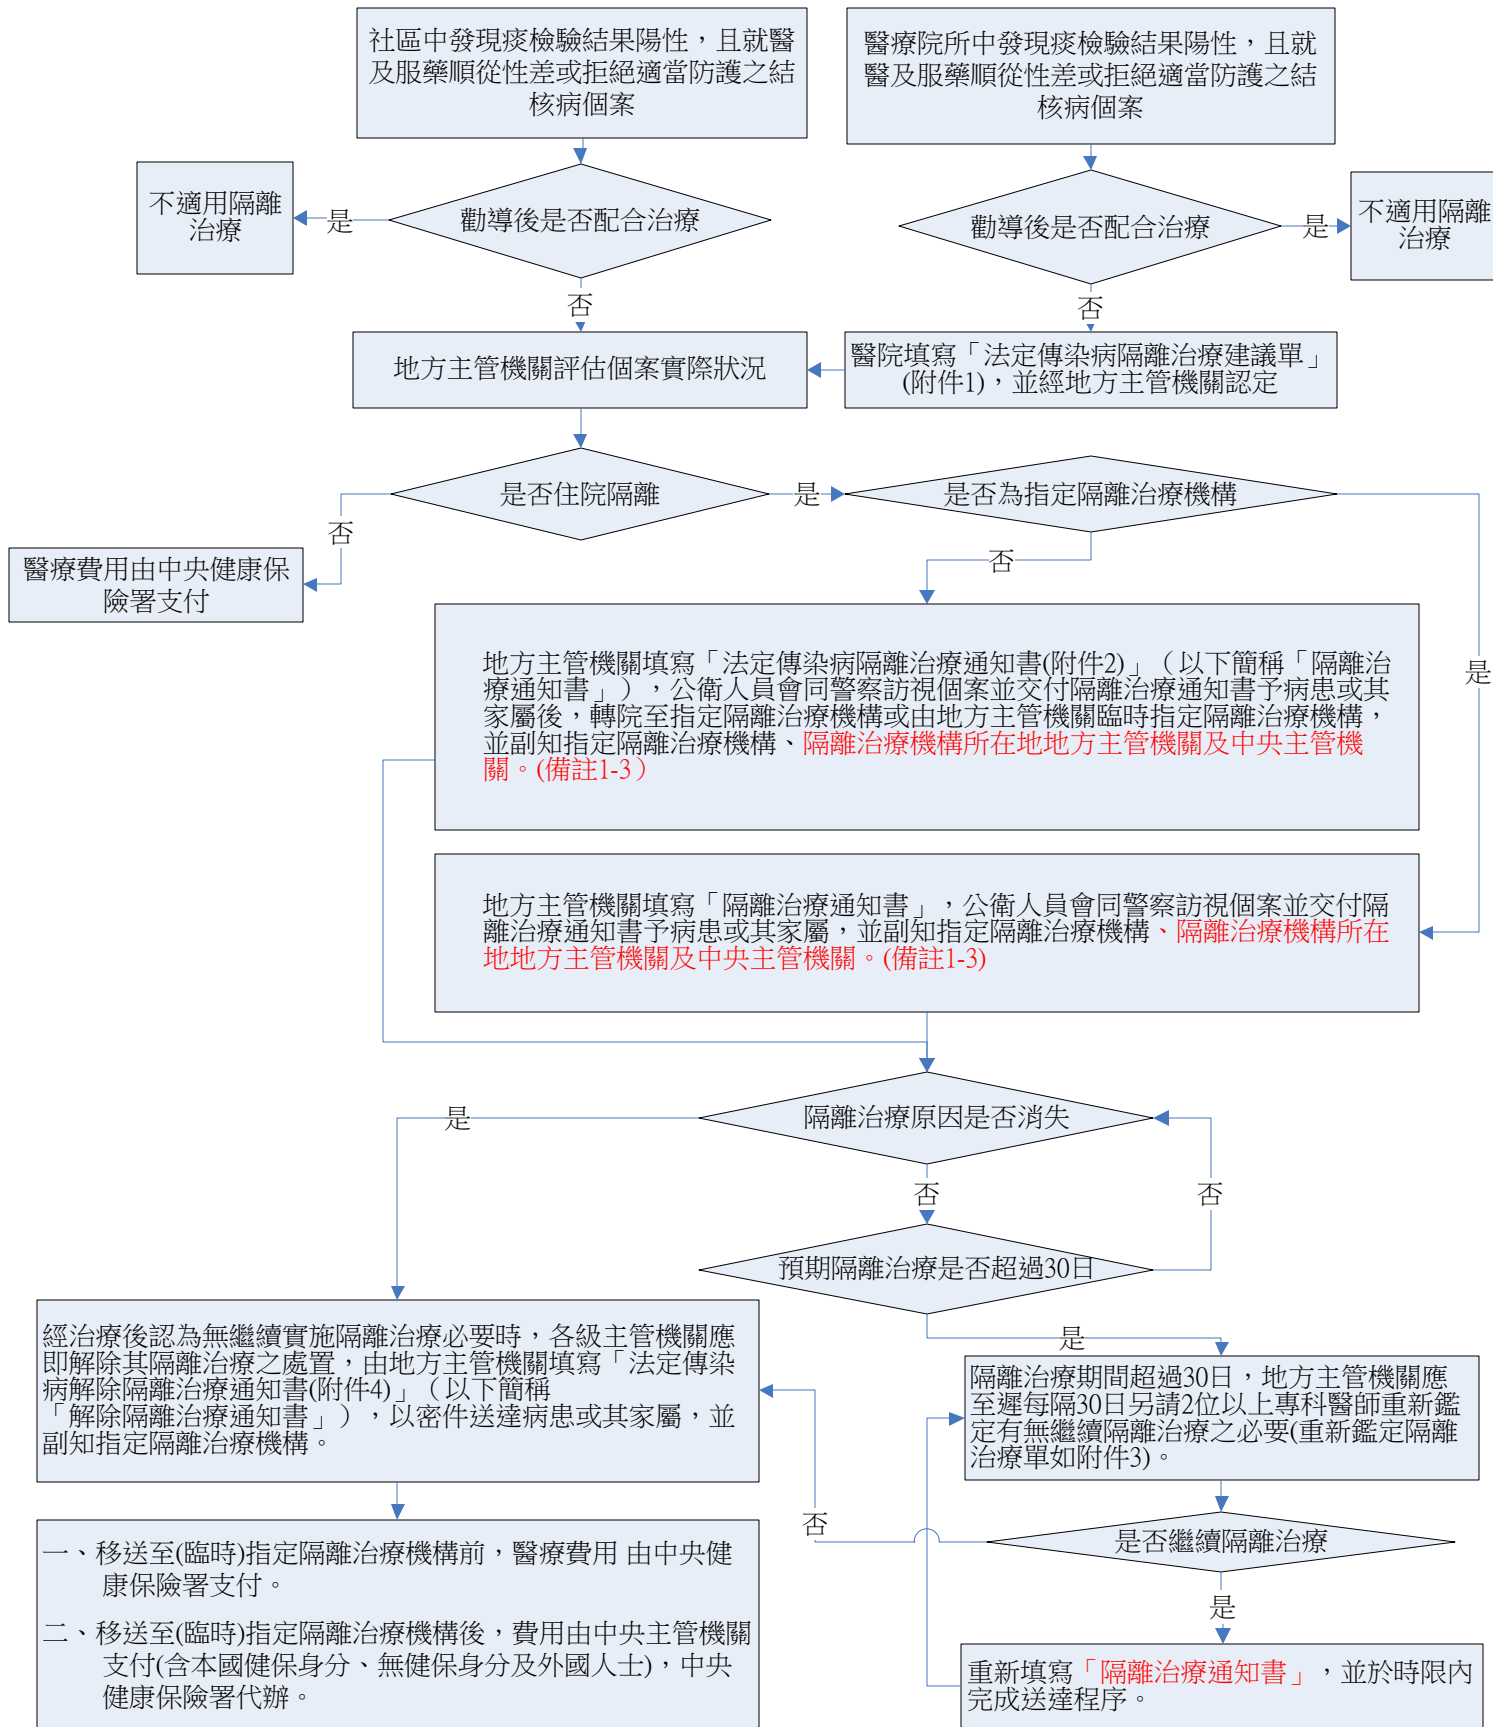 社區中發現痰檢驗結果陽性，且就醫
及服藥順從性差或拒絕適當防護之結
核病個案
醫療院所中發現痰檢驗結果陽性，且就
醫及服藥順從性差或拒絕適當防護之結
核病個案
不適用隔離
治療
是
勸導後是否配合治療
勸導後是否配合治療
是
不適用隔離
治療
否
否
地方主管機關評估個案實際狀況
醫院填寫「法定傳染病隔離治療建議單」
(附件1)，並經地方主管機關認定
是否住院隔離
是
是否為指定隔離治療機構
否
否
是
醫療費用由中央健康保
險署支付
地方主管機關填寫「法定傳染病隔離治療通知書(附件2)」（以下簡稱「隔離治
療通知書」），公衛人員會同警察訪視個案並交付隔離治療通知書予病患或其
家屬後，轉院至指定隔離治療機構或由地方主管機關臨時指定隔離治療機構，
並副知指定隔離治療機構、隔離治療機構所在地地方主管機關及中央主管機
關。(備註1-3）
地方主管機關填寫「隔離治療通知書」，公衛人員會同警察訪視個案並交付隔
離治療通知書予病患或其家屬，並副知指定隔離治療機構、隔離治療機構所在
地地方主管機關及中央主管機關。(備註1-3)
隔離治療原因是否消失
是
否
否
預期隔離治療是否超過30日
是
經治療後認為無繼續實施隔離治療必要時，各級主管機關應
即解除其隔離治療之處置，由地方主管機關填寫「法定傳染
病解除隔離治療通知書(附件4)」（以下簡稱
「解除隔離治療通知書」），以密件送達病患或其家屬，並
副知指定隔離治療機構。
隔離治療期間超過30日，地方主管機關應
至遲每隔30日另請2位以上專科醫師重新鑑
定有無繼續隔離治療之必要(重新鑑定隔離
治療單如附件3)。
否
是否繼續隔離治療
是
一、移送至(臨時)指定隔離治療機構前，醫療費用 由中央健
康保險署支付。
二、移送至(臨時)指定隔離治療機構後，費用由中央主管機關
支付(含本國健保身分、無健保身分及外國人士)，中央
健康保險署代辦。
重新填寫「隔離治療通知書」，並於時限內
完成送達程序。